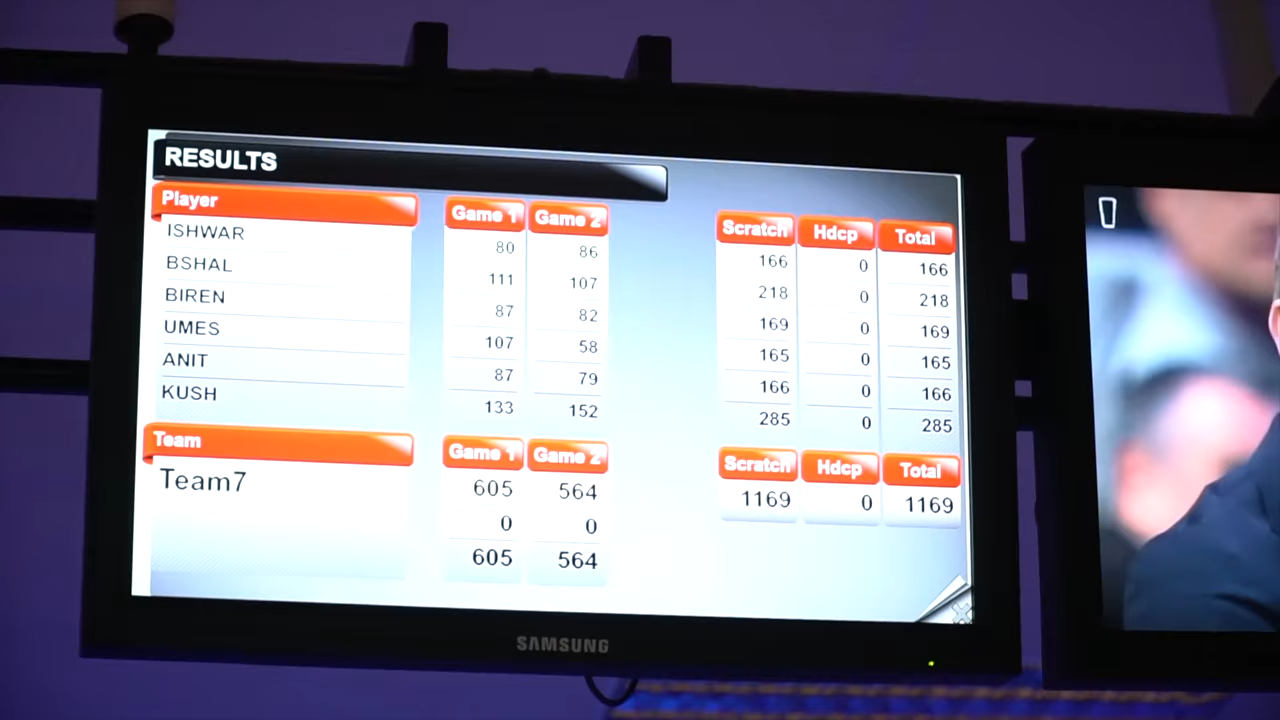 RESULTS
Player Game 1 Game 2 Scratch Hdcp Total
ISHWAR 80 86 166 0 166
BSHAL 111 107 218 0 218
BIREN 87 82 169 0 169
UMES 107 58 165 0 165
ANIT 87 79 166 0 166
KUSH 133 152 285 0 285
Team Game 1 Game 2 Scratch Hdcp Total
Team7 605 564 1169 0 1169
0 0
605 564
SAMSUNG